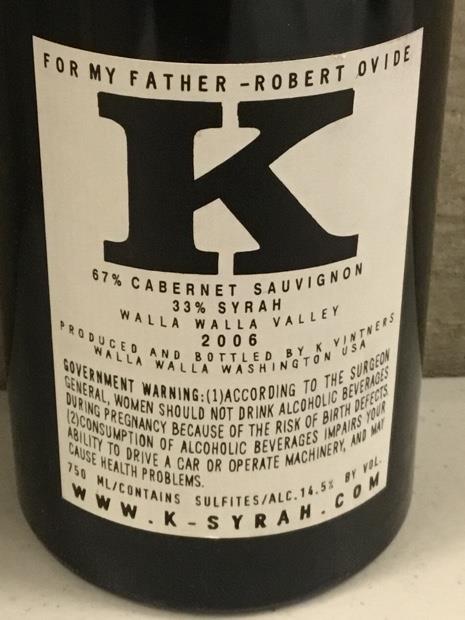 FOR MY FATHER -ROBERT OVIDE
K
67% CABERNET SAUVIGNON
33% SYRAH
WALLA WALLA VALLEY
2006
PRODUCED AND BOTTLED BY K VINTNERS
WALLA WALLA WASHINGTON USA
GOVERNMENT WARNING:(1)ACCORDING TO THE SURGEON
GENERAL, WOMEN SHOULD NOT DRINK ALCOHOLIC BEVERAGES
DURING PREGNANCY BECAUSE OF THE RISK OF BIRTH DEFECTS.
(2)CONSUMPTION OF ALCOHOLIC BEVERAGES IMPAIRS YOUR
ABILITY TO DRIVE A CAR OR OPERATE MACHINERY, AND MAY
CAUSE HEALTH PROBLEMS.
750 ML/CONTAINS SULFITES/ALC.14.5% BY VOL.
WWW.K-SYRAH.COM